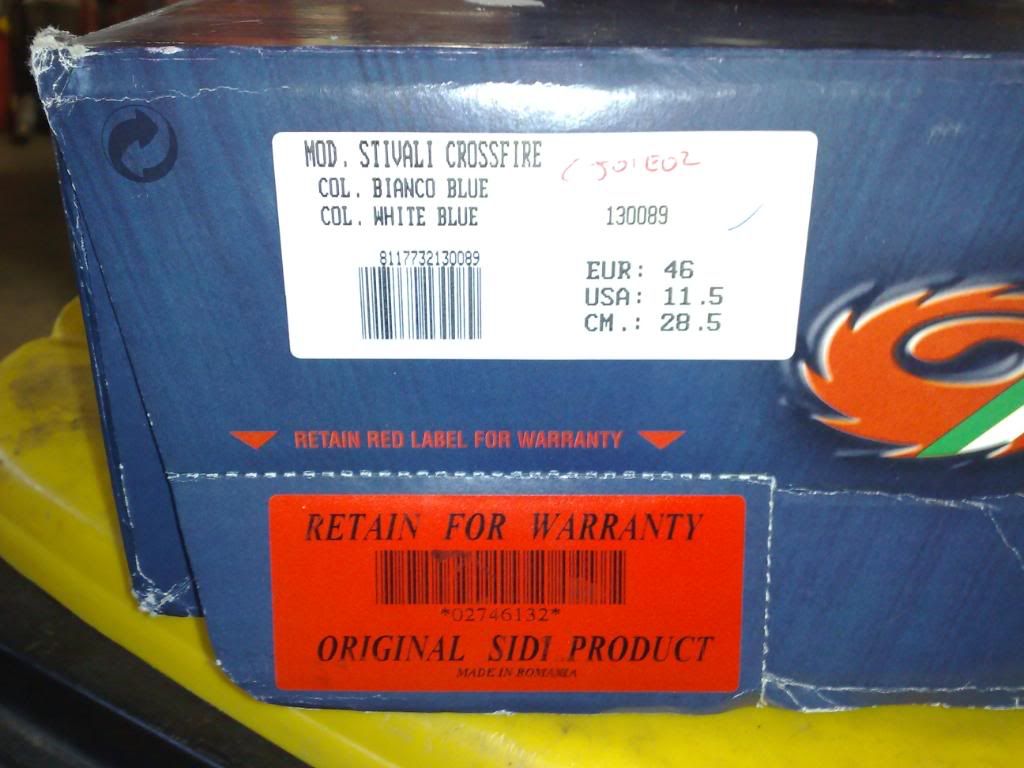 MOD. STIVALI CROSSFIRE
COL. BIANCO BLUE
COL. WHITE BLUE
130089
8117732130089
EUR: 46
USA: 11.5
CM.: 28.5
RETAIN RED LABEL FOR WARRANTY
RETAIN FOR WARRANTY
*02746132*
ORIGINAL SIDI PRODUCT
MADE IN ROMANIA